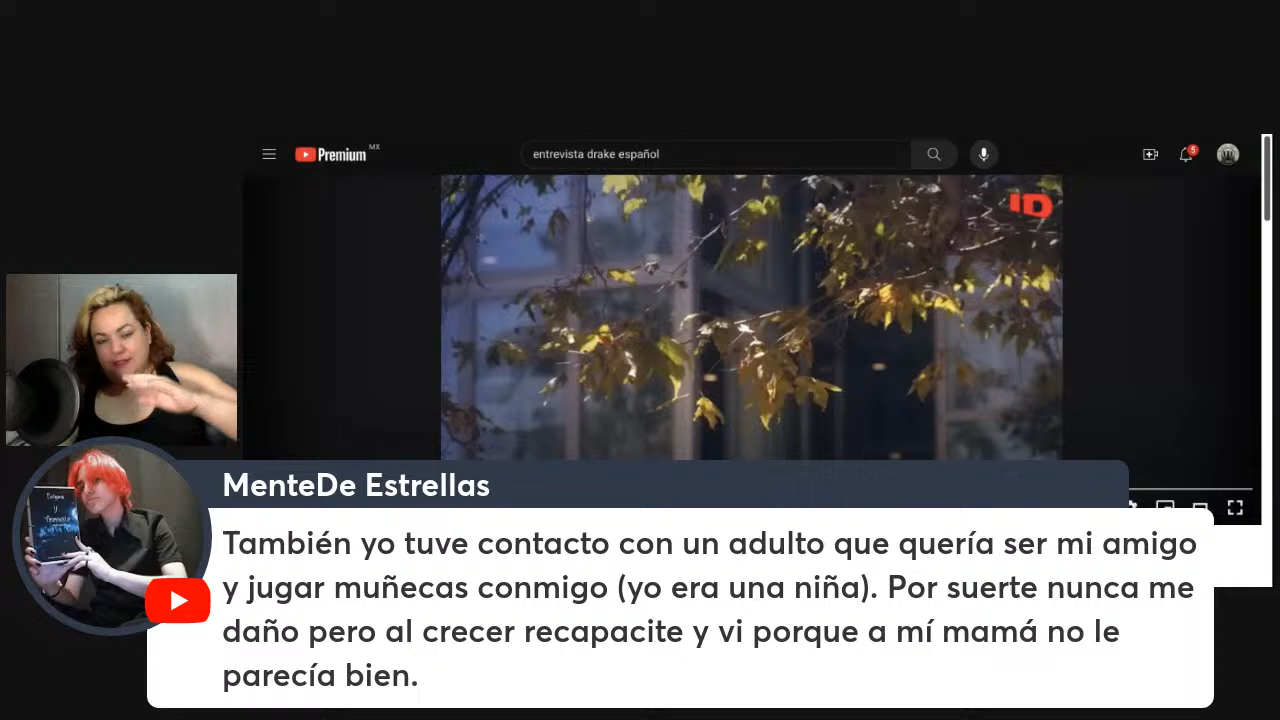 Premium MX
entrevista drake español
5
ID
MenteDe Estrellas
También yo tuve contacto con un adulto que quería ser mi amigo
y jugar muñecas conmigo (yo era una niña). Por suerte nunca me
daño pero al crecer recapacite y vi porque a mí mamá no le
parecía bien.